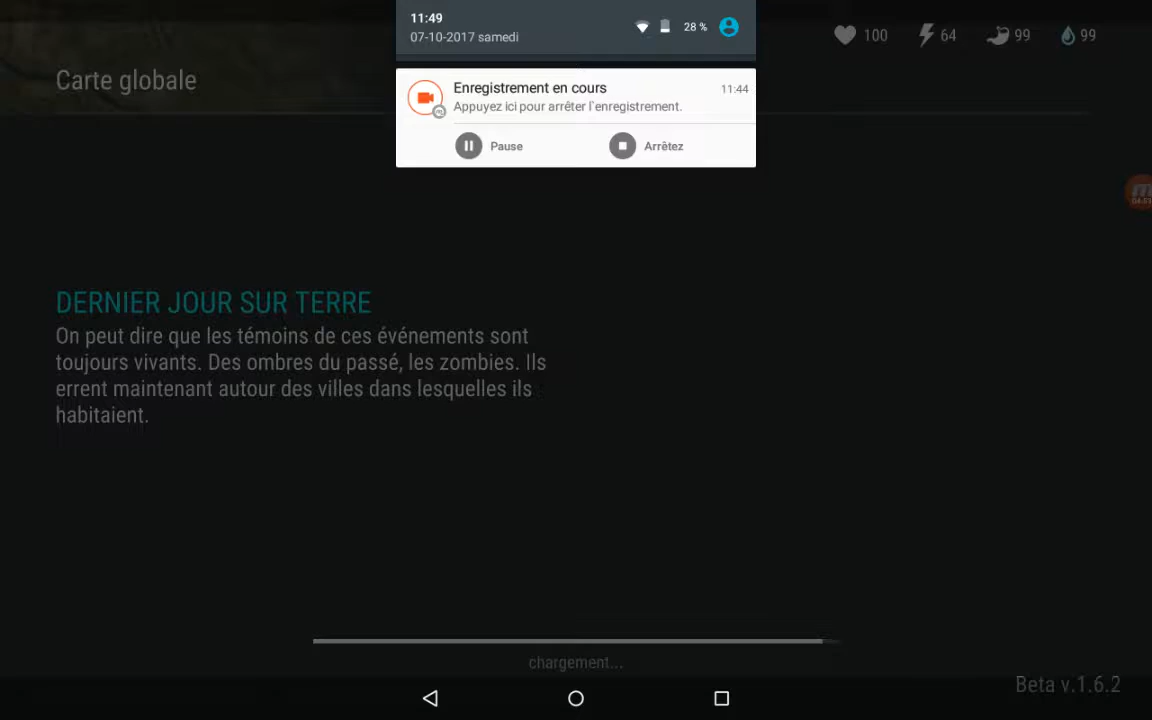 11:49
07-10-2017 samedi
28 %
100
64
99
99
Carte globale
Enregistrement en cours
11:44
Appuyez ici pour arrêter l`enregistrement.
Pause
Arrêtez
DERNIER JOUR SUR TERRE
On peut dire que les témoins de ces événements sont
toujours vivants. Des ombres du passé, les zombies. Ils
errent maintenant autour des villes dans lesquelles ils
habitaient.
chargement...
Beta v.1.6.2